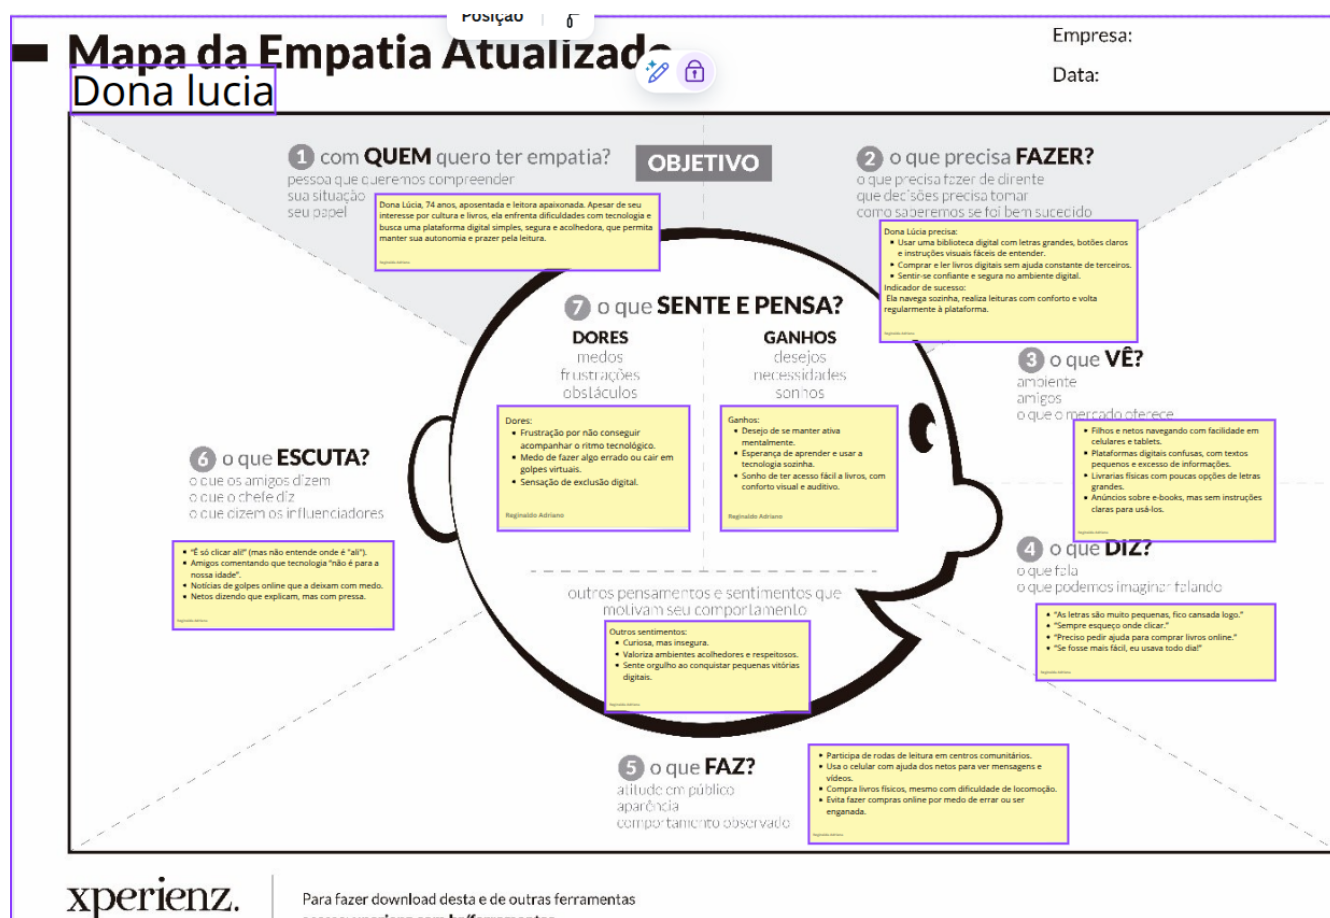 Posição
Mapa da Empatia Atualizado
Dona lucia
Empresa:
Data:
1 com QUEM quero ter empatia?
pessoa que queremos compreender
sua situação
seu papel
Dona Lúcia, 74 anos, aposentada e leitora apaixonada. Apesar de seu
interesse por cultura e livros, ela enfrenta dificuldades com tecnologia e
busca uma plataforma digital simples, segura e acolhedora, que permita
manter sua autonomia e prazer pela leitura.
Reginaldo Adriano
OBJETIVO
2 o que precisa FAZER?
o que precisa fazer de dirente
que decisões precisa tomar
como saberemos se foi bem sucecido
Dona Lúcia precisa:
Usar uma biblioteca digital com letras grandes, botões claros
e instruções visuais fáceis de entender.
Comprar e ler livros digitais sem ajuda constante de terceiros.
Sentir-se confiante e segura no ambiente digital.
Indicador de sucesso:
Ela navega sozinha, realiza leituras com conforto e volta
regularmente à plataforma.
Reginaldo Adriano
7 o que SENTE E PENSA?
DORES
medos
frustrações
obstáculos
Dores:
Frustração por não conseguir
acompanhar o ritmo tecnológico.
Medo de fazer algo errado ou cair em
golpes virtuais.
Sensação de exclusão digital.
Reginaldo Adriano
GANHOS
desejos
necessidades
sonhos
Ganhos:
Desejo de se manter ativa
mentalmente.
Esperança de aprender e usar a
tecnologia sozinha.
Sonho de ter acesso fácil a livros, com
conforto visual e auditivo.
Reginaldo Adriano
outros pensamentos e sentimentos que
motivam seu comportamento
Outros sentimentos:
Curiosa, mas insegura.
Valoriza ambientes acolhedores e respeitosos.
Sente orgulho ao conquistar pequenas vitórias
digitais.
Reginaldo Adriano
3 o que VÊ?
ambiente
amigos
o que o mercado oferece
Filhos e netos navegando com facilidade em
celulares e tablets.
Plataformas digitais confusas, com textos
pequenos e excesso de informações.
Livrarias físicas com poucas opções de letras
grandes.
Anúncios sobre e-books, mas sem instruções
claras para usá-los.
Reginaldo Adriano
4 o que DIZ?
o que fala
o que podemos imaginar falando
"As letras são muito pequenas, fico cansada logo."
"Sempre esqueço onde clicar."
"Preciso pedir ajuda para comprar livros online."
"Se fosse mais fácil, eu usava todo dia!"
Reginaldo Adriano
5 o que FAZ?
atitude em público
aparência
comportamento observado
Participa de rodas de leitura em centros comunitários.
Usa o celular com ajuda dos netos para ver mensagens e
vídeos.
Compra livros físicos, mesmo com dificuldade de locomoção.
Evita fazer compras online por medo de errar ou ser
enganada.
Reginaldo Adriano
6 o que ESCUTA?
o que os amigos dizem
o que o chefe diz
o que dizem os influenciadores
"É só clicar ali!" (mas não entende onde é "ali").
Amigos comentando que tecnologia "não é para a
nossa idade".
Notícias de golpes online que a deixam com medo.
Netos dizendo que explicam, mas com pressa.
Reginaldo Adriano
xperienz.
Para fazer download desta e de outras ferramentas